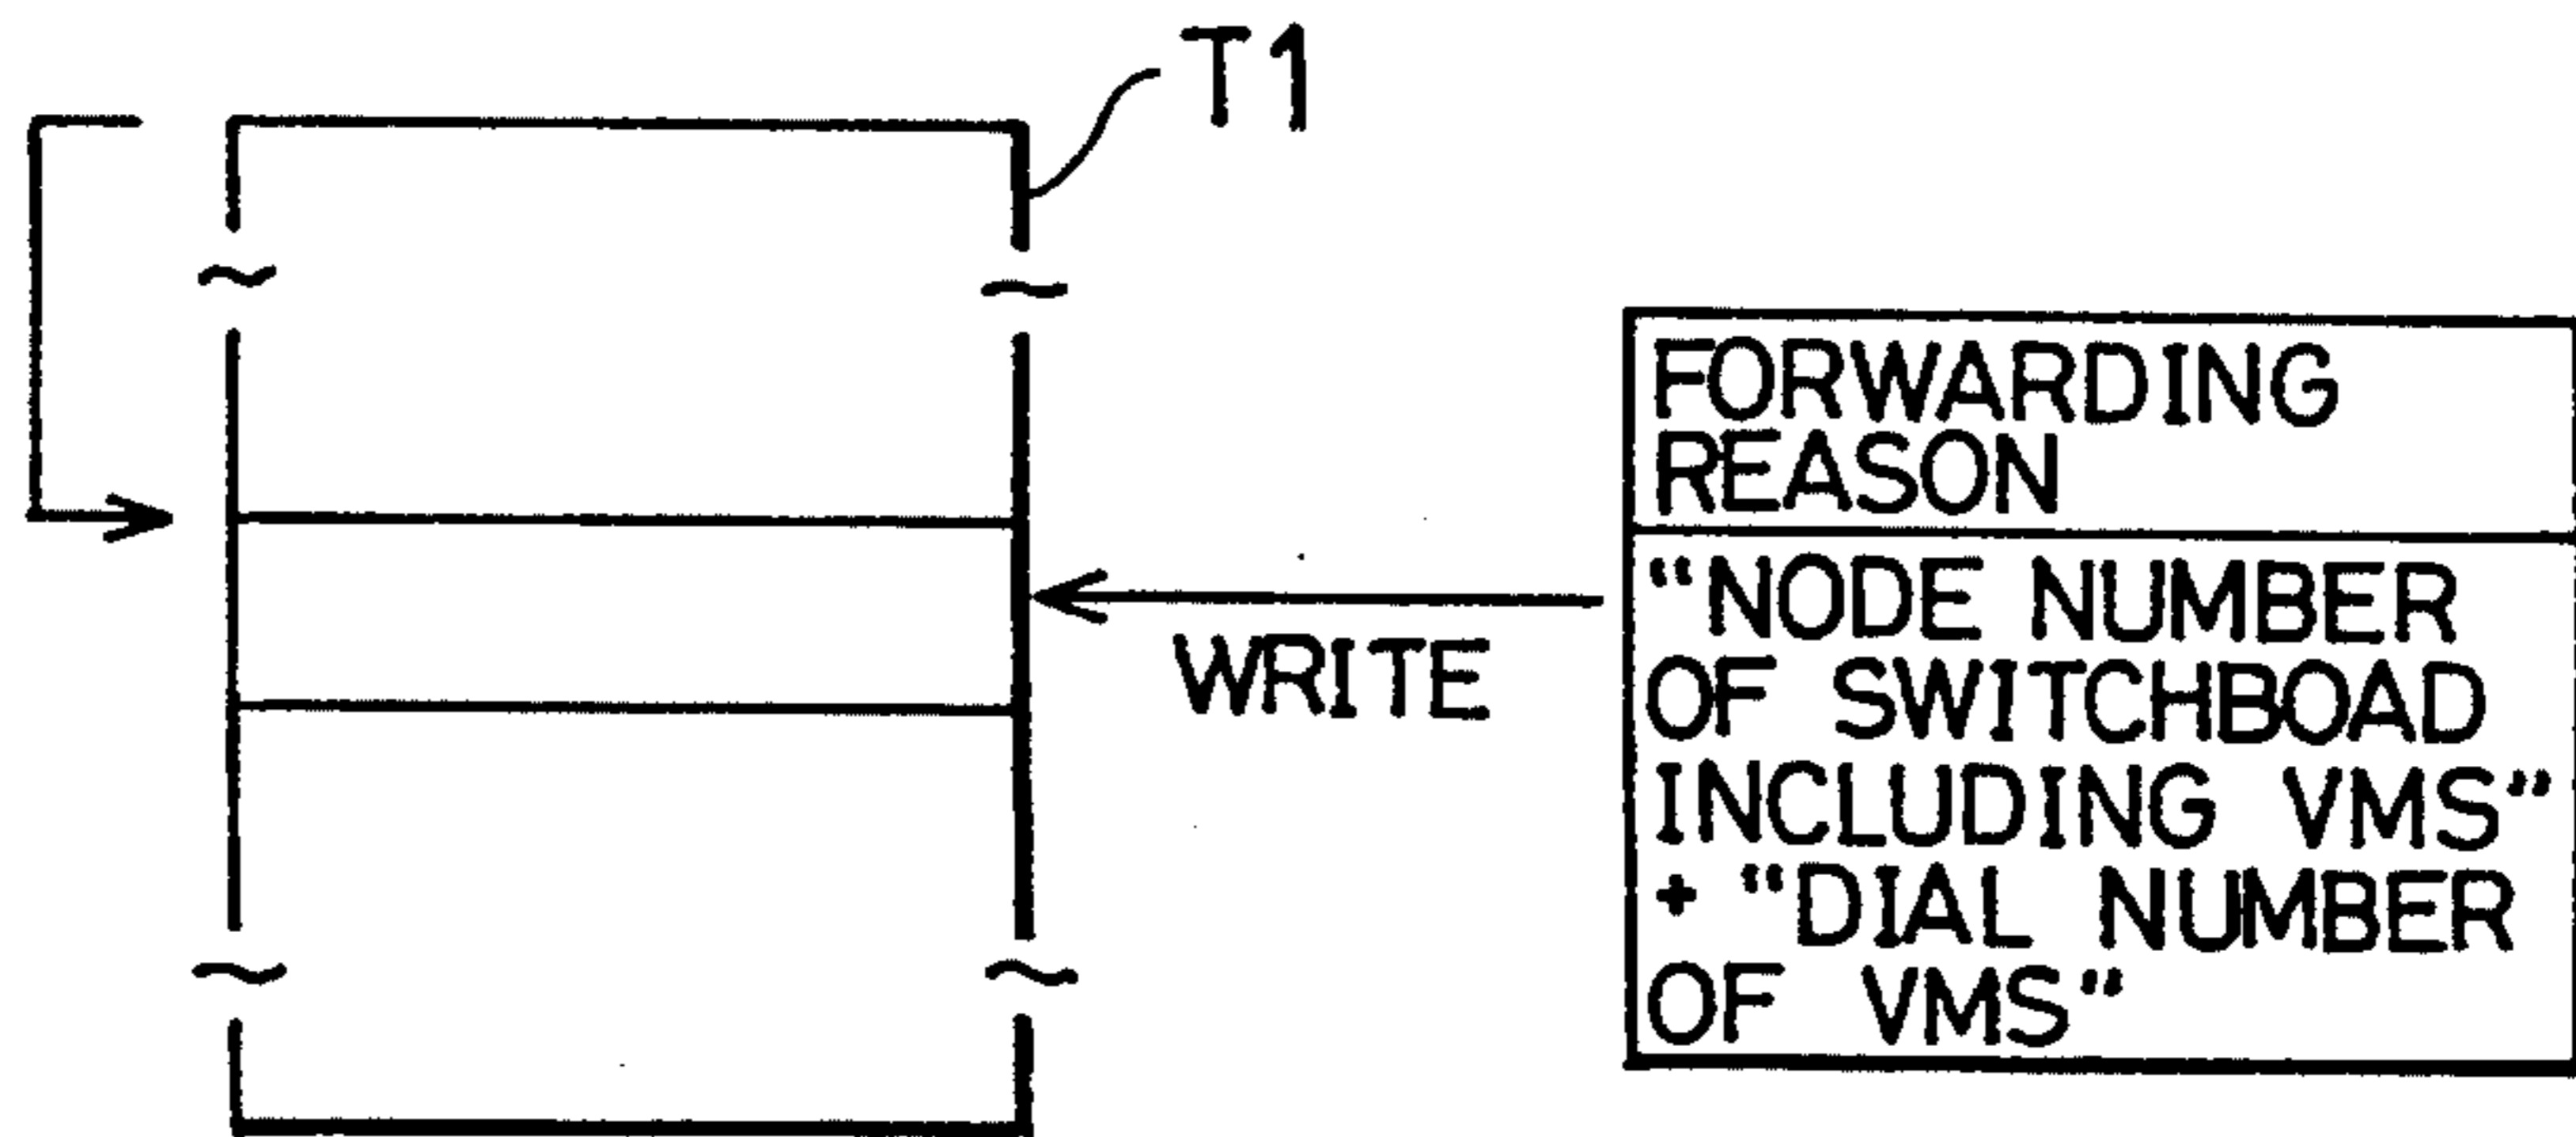 T1
FORWARDING
REASON
WRITE
“NODE NUMBER
OF SWITCHBOAD
INCLUDING VMS”
+ “DIAL NUMBER
OF VMS”